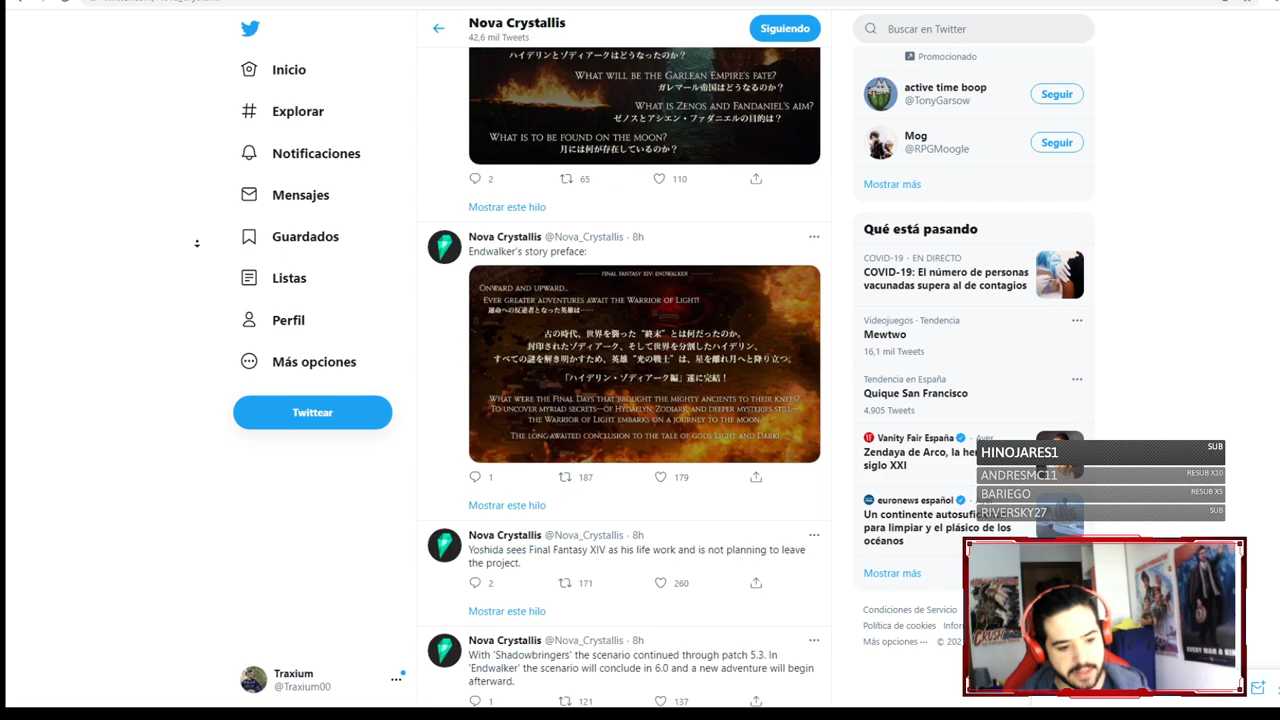 Nova Crystallis
42,6 mil Tweets
Siguiendo
Buscar en Twitter
Inicio
Explorar
Notificaciones
Mensajes
Guardados
Listas
Perfil
Más opciones
Twittear
Traxium
@Traxium00
ハイデリンとゾディアークはどうなったのか?
WHAT WILL BE THE GARLEAN EMPIRE'S FATE?
ガレマール帝国はどうなるのか?
WHAT IS ZENOS AND FANDANIEL'S AIM?
ゼノスとアシエン・ファダニエルの目的は?
WHAT IS TO BE FOUND ON THE MOON?
月には何が存在しているのか?
2 65 110
Mostrar este hilo
Nova Crystallis @Nova_Crystallis · 8h
Endwalker's story preface:
FINAL FANTASY XIV: ENDWALKER
ONWARD AND UPWARD...
EVER GREATER ADVENTURES AWAIT THE WARRIOR OF LIGHT!
運命への反逆者となった英雄は……
古の時代、世界を襲った“終末”とは何だったのか。
封印されたゾディアーク、そして世界を分割したハイデリン、
すべての謎を解き明かすため、英雄“光の戦士”は、星を離れ月へと降り立つ。
「ハイデリン・ゾディアーク編」遂に完結!
WHAT WERE THE FINAL DAYS THAT BROUGHT THE MIGHTY ANCIENTS TO THEIR KNEES?
TO UNCOVER MYRIAD SECRETS—OF HYDAELYN, ZODIARK, AND DEEPER MYSTERIES STILL—
THE WARRIOR OF LIGHT EMBARKS ON A JOURNEY TO THE MOON.
THE LONG-AWAITED CONCLUSION TO THE TALE OF GODS LIGHT AND DARK!
1 187 179
Mostrar este hilo
Nova Crystallis @Nova_Crystallis · 8h
Yoshida sees Final Fantasy XIV as his life work and is not planning to leave
the project.
2 171 260
Mostrar este hilo
Nova Crystallis @Nova_Crystallis · 8h
With 'Shadowbringers' the scenario continued through patch 5.3. In
'Endwalker' the scenario will conclude in 6.0 and a new adventure will begin
afterward.
1 121 137
Promocionado
active time boop
@TonyGarsow
Seguir
Mog
@RPGMoogle
Seguir
Mostrar más
Qué está pasando
COVID-19 · EN DIRECTO
COVID-19: El número de personas
vacunadas supera al de contagios
Videojuegos · Tendencia
Mewtwo
16,1 mil Tweets
Tendencia en España
Quique San Francisco
4.905 Tweets
Vanity Fair España · Ayer
Zendaya de Arco, la he
siglo XXI
euronews español
Un continente autosufic
para limpiar y el plásico de los
océanos
Mostrar más
Condiciones de Servicio
Política de cookies
Más opciones
HINOJARES1 SUB
ANDRESMC11 RESUB X10
BARIEGO RESUB X5
RIVERSKY27 SUB
CRUSH
EVERY MAN